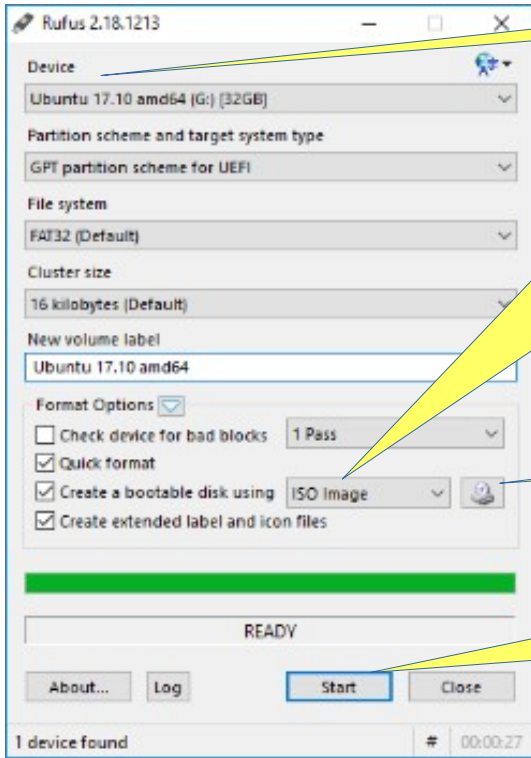 Rufus 2.18.1213
Device
Ubuntu 17.10 amd64 (G:) [32GB]
Partition scheme and target system type
GPT partition scheme for UEFI
File system
FAT32 (Default)
Cluster size
16 kilobytes (Default)
New volume label
Ubuntu 17.10 amd64
Format Options
Check device for bad blocks 1 Pass
Quick format
Create a bootable disk using ISO Image
Create extended label and icon files
READY
About... Log Start Close
1 device found # 00:00:27